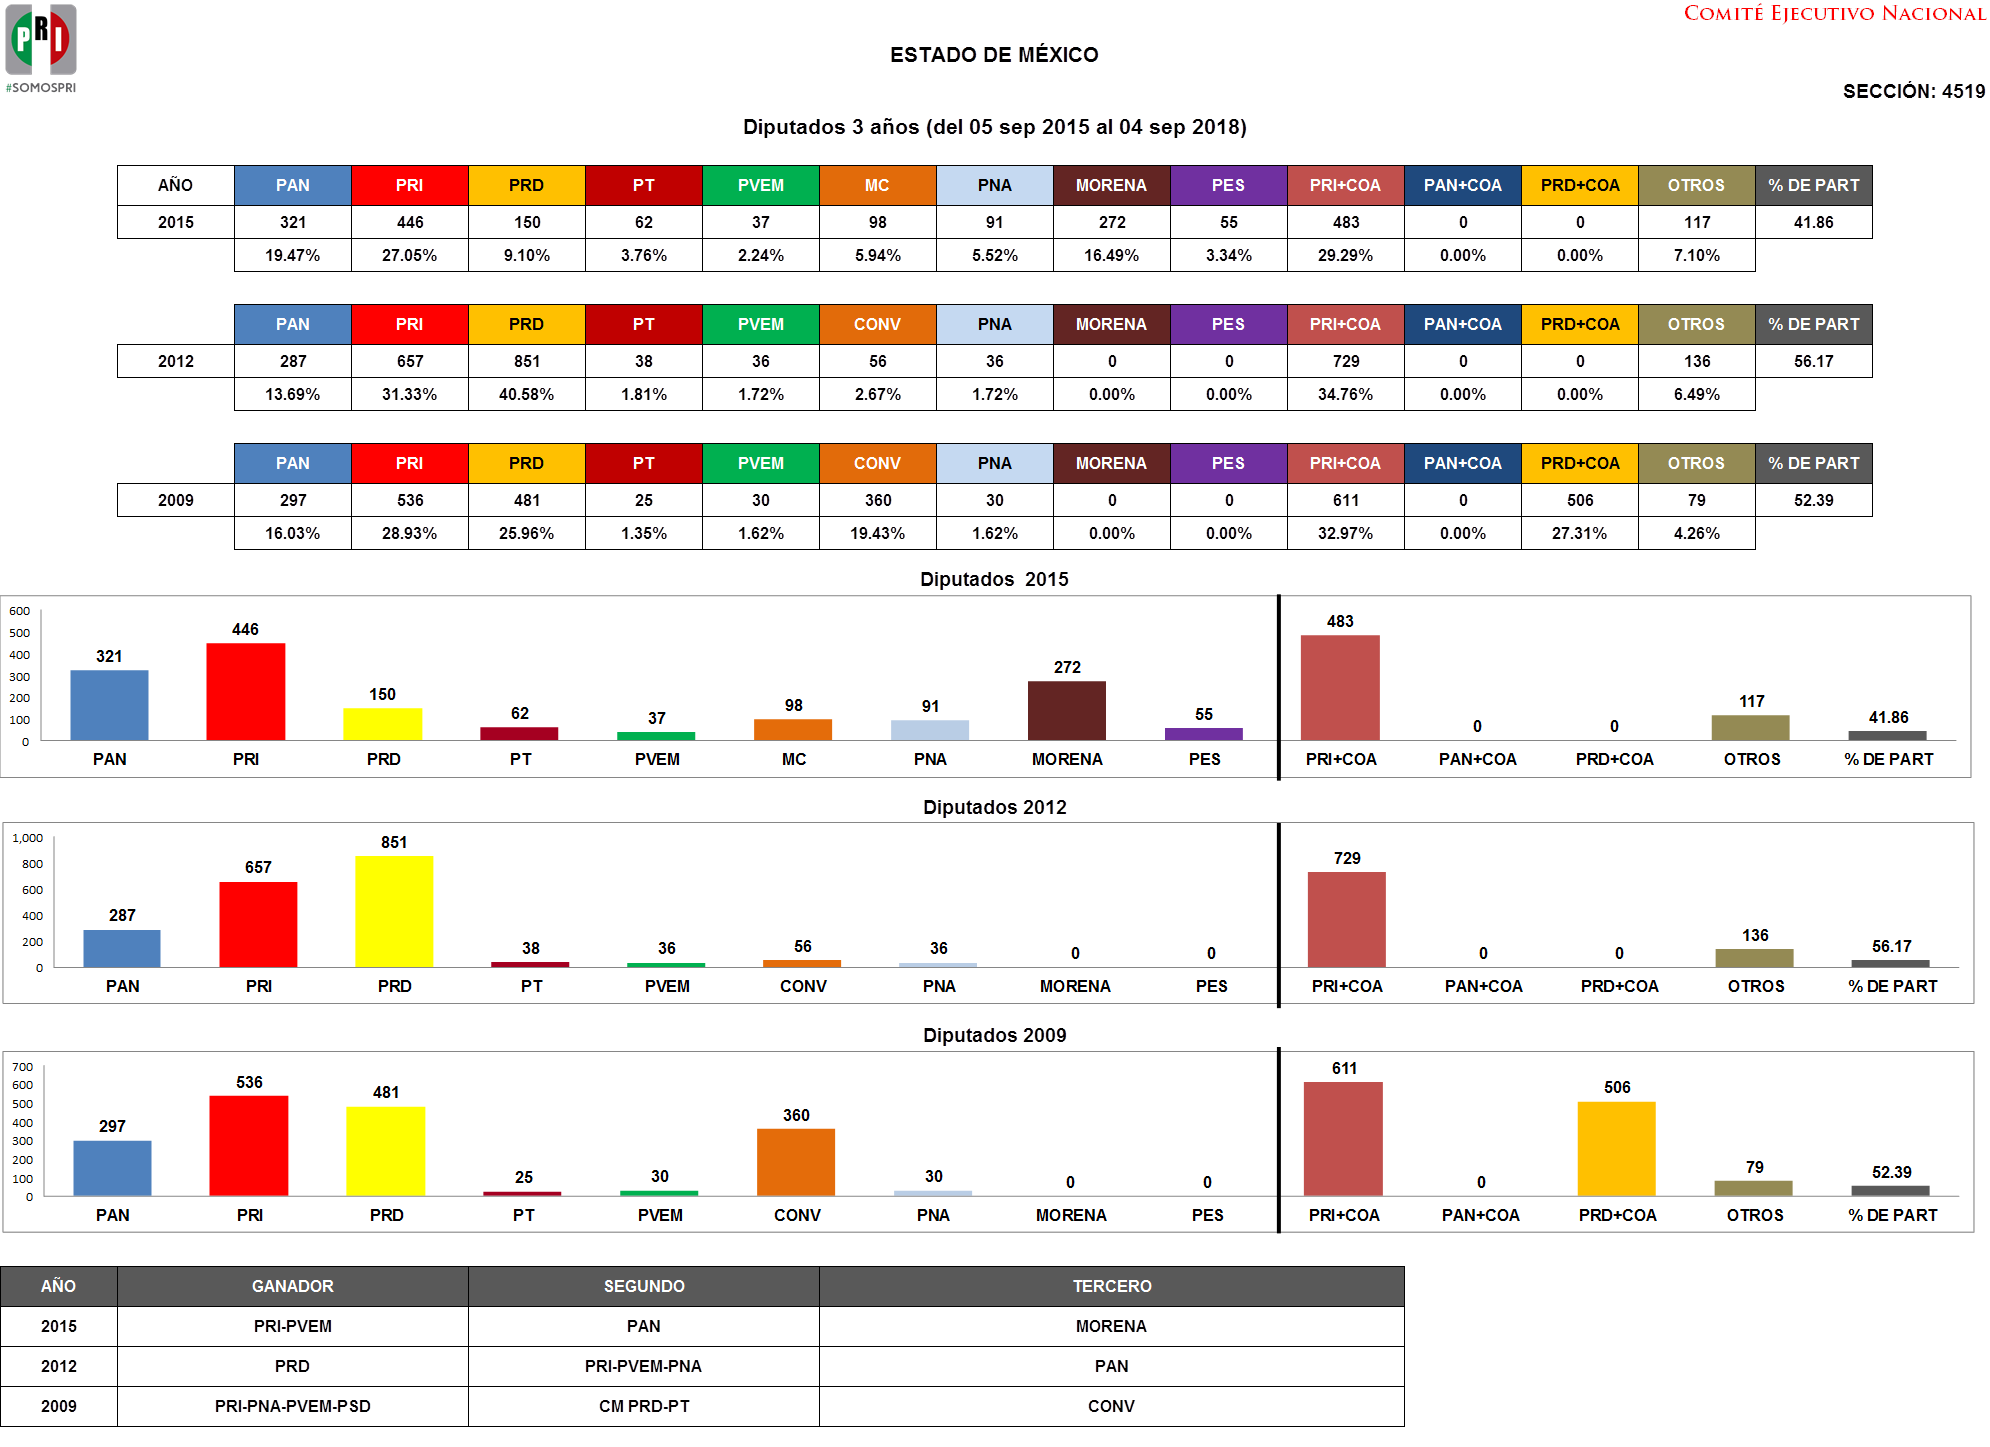 PRI
#SOMOSPRI
COMITÉ EJECUTIVO NACIONAL
ESTADO DE MÉXICO
SECCIÓN: 4519
Diputados 3 años (del 05 sep 2015 al 04 sep 2018)
AÑO PAN PRI PRD PT PVEM MC PNA MORENA PES PRI+COA PAN+COA PRD+COA OTROS % DE PART
2015 321 446 150 62 37 98 91 272 55 483 0 0 117 41.86
19.47% 27.05% 9.10% 3.76% 2.24% 5.94% 5.52% 16.49% 3.34% 29.29% 0.00% 0.00% 7.10%
PAN PRI PRD PT PVEM CONV PNA MORENA PES PRI+COA PAN+COA PRD+COA OTROS % DE PART
2012 287 657 851 38 36 56 36 0 0 729 0 0 136 56.17
13.69% 31.33% 40.58% 1.81% 1.72% 2.67% 1.72% 0.00% 0.00% 34.76% 0.00% 0.00% 6.49%
PAN PRI PRD PT PVEM CONV PNA MORENA PES PRI+COA PAN+COA PRD+COA OTROS % DE PART
2009 297 536 481 25 30 360 30 0 0 611 0 506 79 52.39
16.03% 28.93% 25.96% 1.35% 1.62% 19.43% 1.62% 0.00% 0.00% 32.97% 0.00% 27.31% 4.26%
Diputados 2015
600
500
400
300
200
100
0
321 446 150 62 37 98 91 272 55 483 0 0 117 41.86
PAN PRI PRD PT PVEM MC PNA MORENA PES PRI+COA PAN+COA PRD+COA OTROS % DE PART
Diputados 2012
1,000
800
600
400
200
0
287 657 851 38 36 56 36 0 0 729 0 0 136 56.17
PAN PRI PRD PT PVEM CONV PNA MORENA PES PRI+COA PAN+COA PRD+COA OTROS % DE PART
Diputados 2009
700
600
500
400
300
200
100
0
297 536 481 25 30 360 30 0 0 611 0 506 79 52.39
PAN PRI PRD PT PVEM CONV PNA MORENA PES PRI+COA PAN+COA PRD+COA OTROS % DE PART
AÑO GANADOR SEGUNDO TERCERO
2015 PRI-PVEM PAN MORENA
2012 PRD PRI-PVEM-PNA PAN
2009 PRI-PNA-PVEM-PSD CM PRD-PT CONV